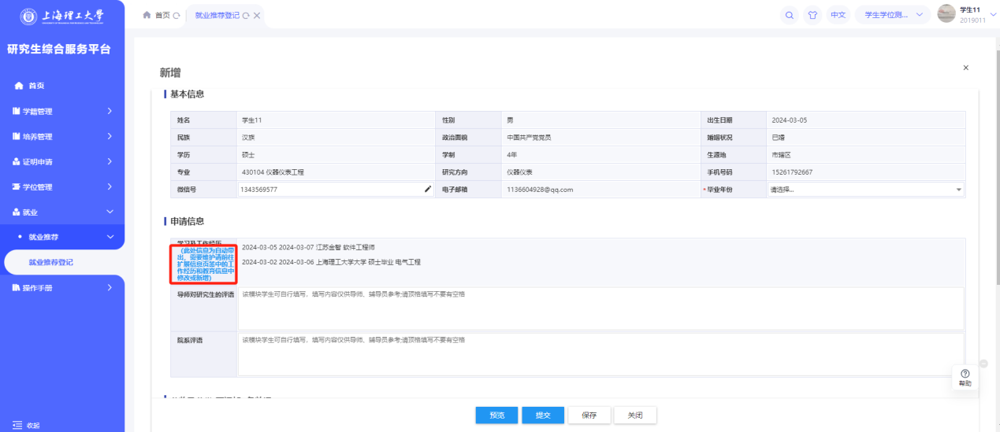 上海理工大学
研究生综合服务平台
首页
学籍管理
培养管理
证明申请
学位管理
就业
就业推荐
就业推荐登记
操作手册
收起
首页
就业推荐登记
中文
学生学位测...
学生11
2019011
新增
基本信息
姓名 学生11 性别 男 出生日期 2024-03-05
民族 汉族 政治面貌 中国共产党党员 婚姻状况 已婚
学历 硕士 学制 4年 生源地 市辖区
专业 430104 仪器仪表工程 研究方向 仪器仪表 手机号码 15261792667
微信号 1343569577 电子邮箱 1136604928@qq.com *毕业年份 请选择...
申请信息
学习及工作经历
(此处信息为自动带
出，需要维护请前往
扩展信息页签中的工
作经历和教育信息中
修改或新增)
2024-03-05 2024-03-07 江苏金智 软件工程师
2024-03-02 2024-03-06 上海理工大学大学 硕士毕业 电气工程
导师对研究生的评语 该模块学生可自行填写，填写内容仅供导师、辅导员参考;请顶格填写不要有空格
院系评语 该模块学生可自行填写，填写内容仅供导师、辅导员参考;请顶格填写不要有空格
帮助
预览 提交 保存 关闭